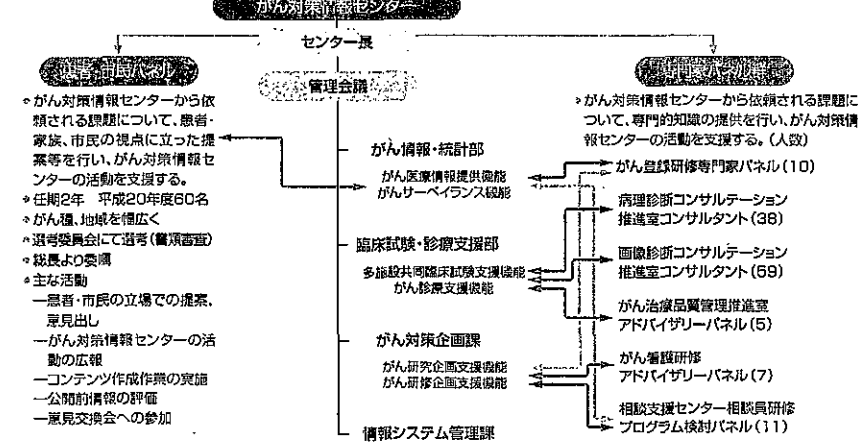 がん対策情報センター
センター長
患者・市民パネル
管理会議
専門家パネル
◦がん対策情報センターから依
頼される課題について、患者・
家族、市民の視点に立った提
案等を行い、がん対策情報セ
ンターの活動を支援する。
◦任期2年 平成20年度60名
◦がん種、地域を幅広く
◦選考委員会にて選考(書類審査)
◦総長より委嘱
◦主な活動
―患者・市民の立場での提案、
意見出し
―がん対策情報センターの活
動の広報
―コンテンツ作成作業の実施
―公開前情報の評価
―意見交換会への参加
がん情報・統計部
がん医療情報提供機能
がんサーベイランス機能
臨床試験・診療支援部
多施設共同臨床試験支援機能
がん診療支援機能
がん対策企画課
がん研究企画支援機能
がん研修企画支援機能
情報システム管理課
◦がん対策情報センターから依頼される課題に
ついて、専門的知識の提供を行い、がん対策情
報センターの活動を支援する。(人数)
がん登録研修専門家パネル(10)
病理診断コンサルテーション
推進室コンサルタント(38)
画像診断コンサルテーション
推進室コンサルタント(59)
がん治療品質管理推進室
アドバイザリーパネル(5)
がん看護研修
アドバイザリーパネル(7)
相談支援センター相談員研修
プログラム検討パネル(11)